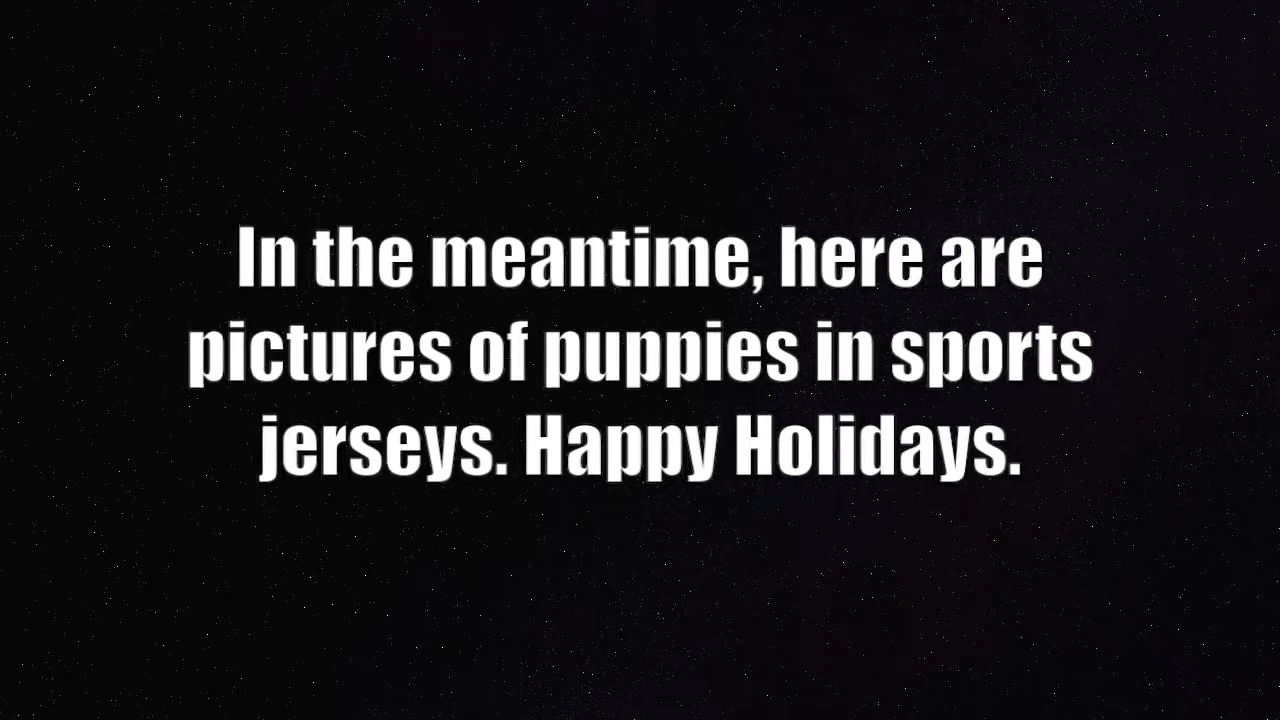 In the meantime, here are
pictures of puppies in sports
jerseys. Happy Holidays.